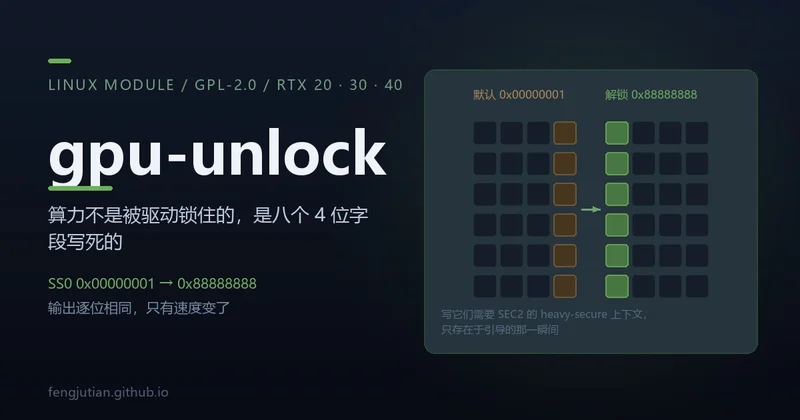 LINUX MODULE / GPL-2.0 / RTX 20 · 30 · 40
gpu-unlock
算力不是被驱动锁住的，是八个 4 位字
段写死的
SS0 0x00000001 → 0x88888888
输出逐位相同，只有速度变了
fengjutian.github.io
默认 0x00000001
解锁 0x88888888
写它们需要 SEC2 的 heavy-secure 上下文，
只存在于引导的那一瞬间